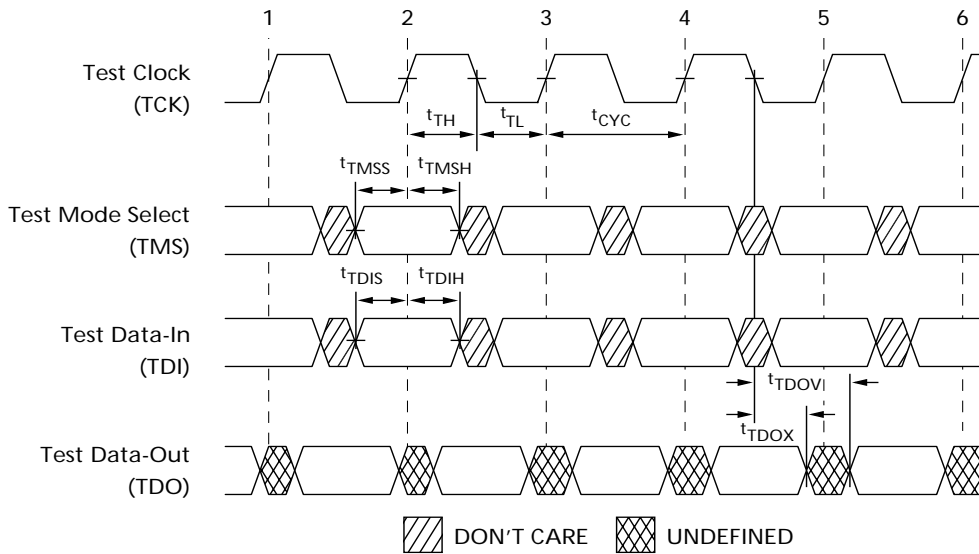 1 2 3 4 5 6
Test Clock
(TCK)
tTH tTL tCYC
tTMSS tTMSH
Test Mode Select
(TMS)
tTDIS tTDIH
Test Data-In
(TDI)
tTDOV
tTDOX
Test Data-Out
(TDO)
DON'T CARE UNDEFINED